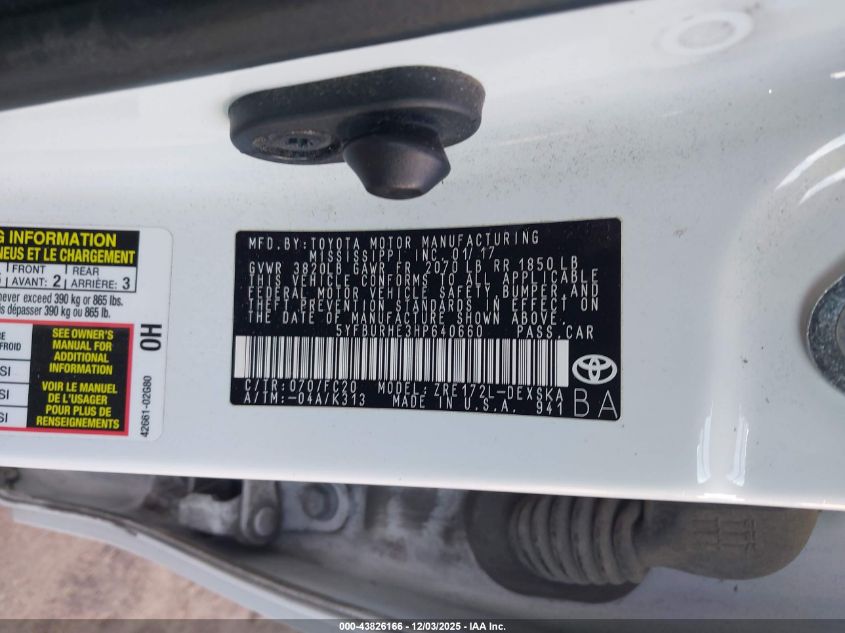 G INFORMATION
NEUS ET LE CHARGEMENT
FRONT
AVANT: 2
REAR
ARRIÈRE: 3
never exceed 390 kg or 865 lbs.
dépasser 390 kg ou 865 lb.
SEE OWNER'S
MANUAL FOR
ADDITIONAL
INFORMATION
VOIR LE MANUEL
DE L'USAGER
POUR PLUS DE
RENSEIGNEMENTS
FROID
SI
SI
SI
OH
42661-02G80
MFD.BY:TOYOTA MOTOR MANUFACTURING
MISSISSIPPI INC.01/17
GVWR 3820LB GAWR FR 2070LB RR 1850LB
THIS VEHICLE CONFORMS TO ALL APPLICABLE
FEDERAL MOTOR VEHICLE SAFETY, BUMPER, AND
THEFT PREVENTION STANDARDS IN EFFECT ON
THE DATE OF MANUFACTURE SHOWN ABOVE.
5YFBURHE3HP640660 PASS.CAR
C/TR:070/FC20 MODEL:ZRE172L-DEXSKA
A/TM:-04A/K313 MADE IN U.S.A. 941
BA
000-43826166 - 12/03/2025 - IAA Inc.